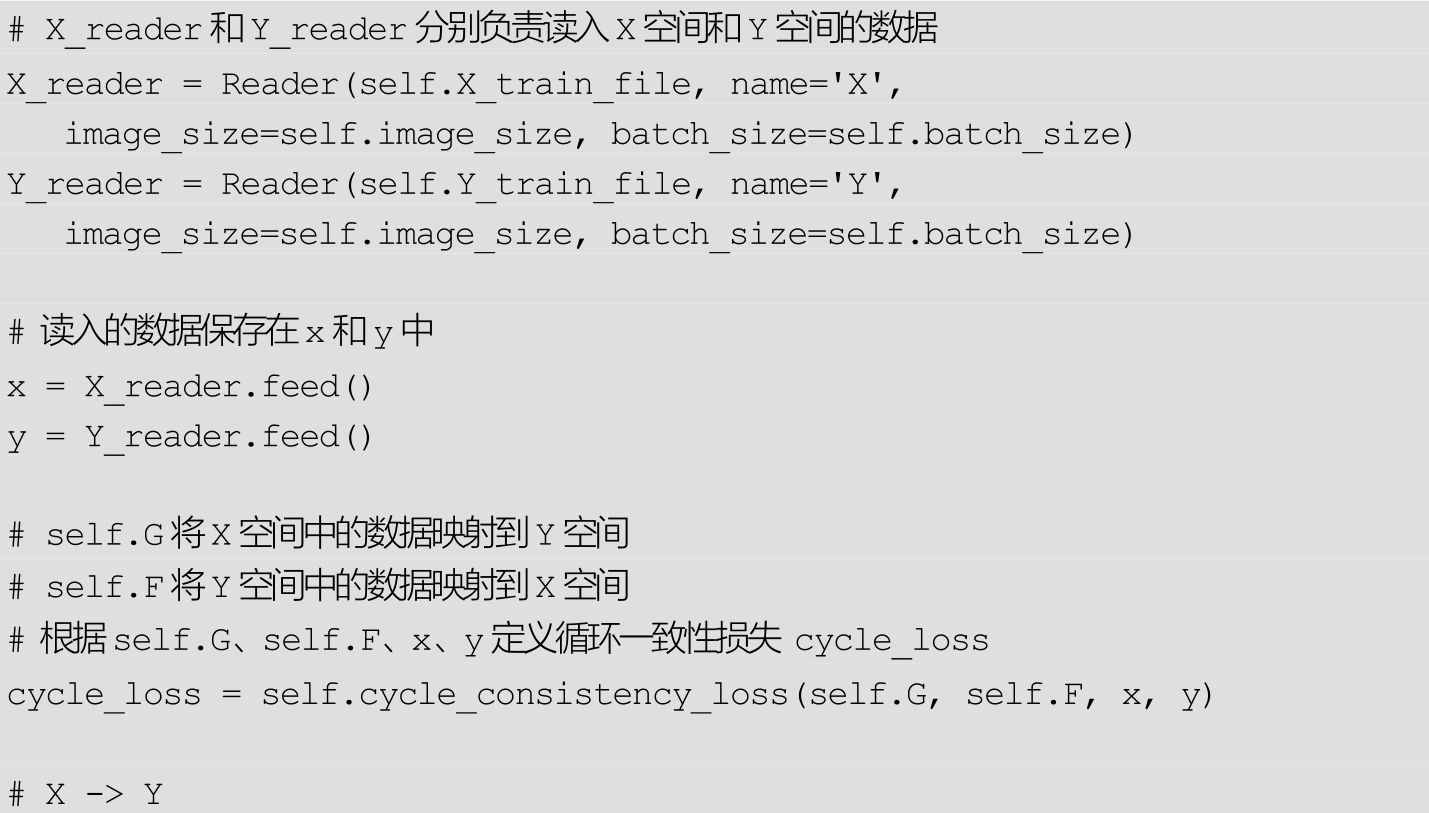 # X_reader 和 Y_reader 分别负责读入 X 空间和 Y 空间的数据
X_reader = Reader(self.X_train_file, name='X',
   image_size=self.image_size, batch_size=self.batch_size)
Y_reader = Reader(self.Y_train_file, name='Y',
   image_size=self.image_size, batch_size=self.batch_size)
# 读入的数据保存在 x 和 y 中
x = X_reader.feed()
y = Y_reader.feed()
# self.G 将 X 空间中的数据映射到 Y 空间
# self.F 将 Y 空间中的数据映射到 X 空间
# 根据 self.G、self.F、x、y 定义循环一致性损失 cycle_loss
cycle_loss = self.cycle_consistency_loss(self.G, self.F, x, y)
# X -> Y